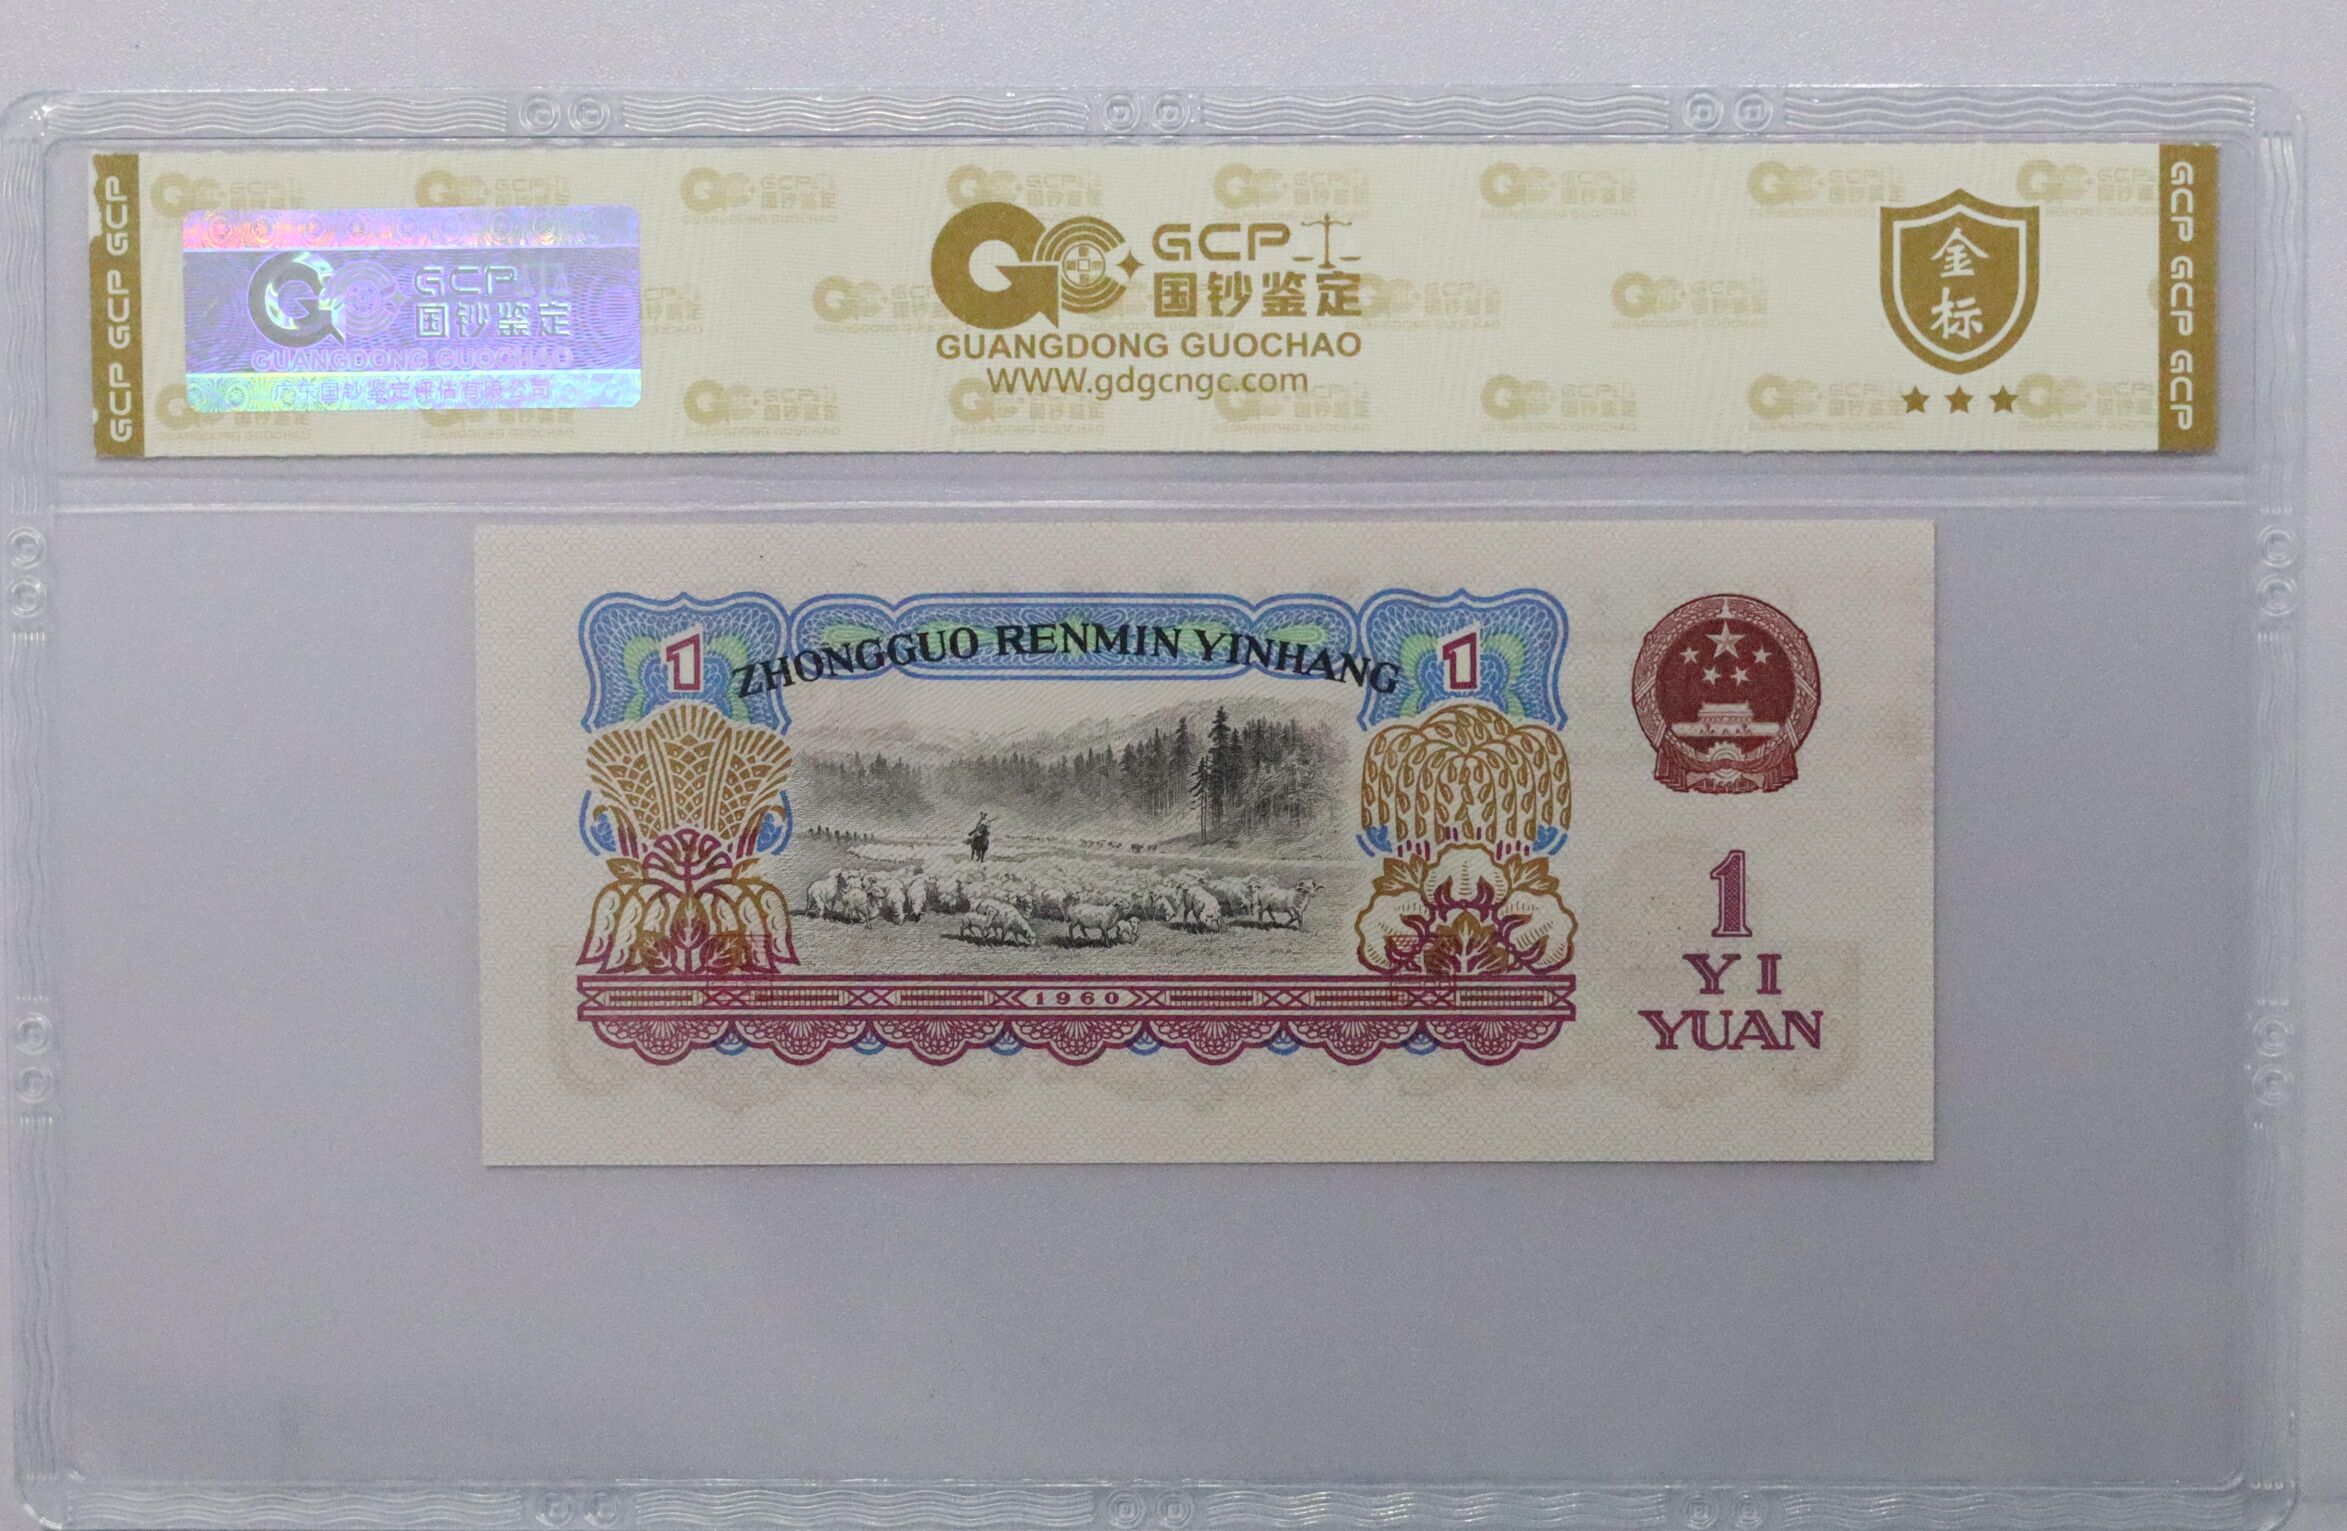 GCP GCP GCP
GCP
国钞鉴定
GUANGDONG GUOCHAO
广东国钞鉴定评估有限公司
GCP
国钞鉴定
GUANGDONG GUOCHAO
WWW.gdgcngc.com
金标
GCP GCP GCP
1
ZHONGGUO RENMIN YINHANG
1
1960
1
YI
YUAN